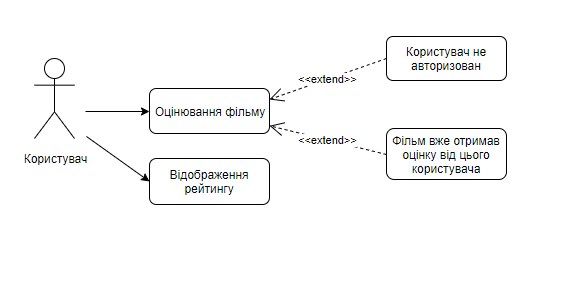 Користувач не
авторизован
<<extend>>
Оцінювання фільму
<<extend>>
Фільм вже отримав
оцінку від цього
користувача
Користувач
Відображення
рейтингу